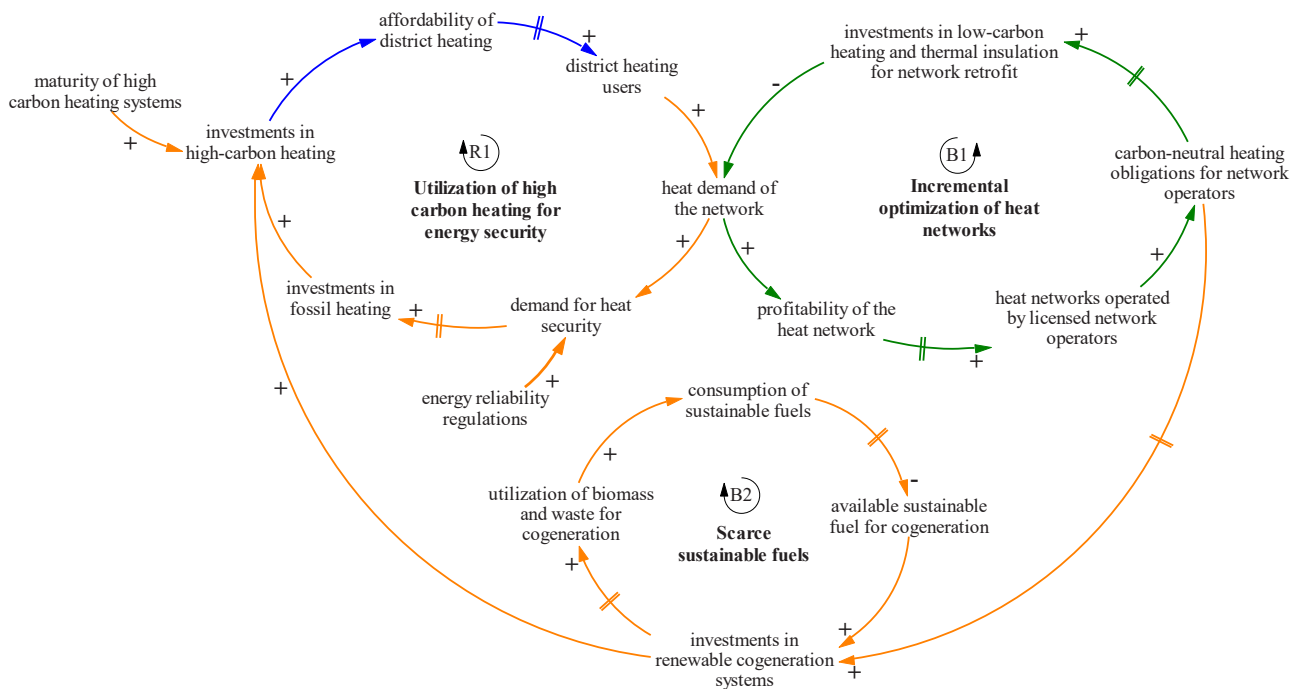 affordability of
district heating
+
district heating
users
investments in low-carbon
heating and thermal insulation
for network retrofit
+
-
maturity of high
carbon heating systems
+
+
investments in
high-carbon heating
+
R1
Utilization of high
carbon heating for
energy security
heat demand of
the network
B1
Incremental
optimization of heat
networks
carbon-neutral heating
obligations for network
operators
+
+
+
+
investments in
fossil heating
+
demand for heat
security
profitability of the
heat network
heat networks operated
by licensed network
operators
+
+
+
energy reliability
regulations
consumption of
sustainable fuels
+
-
utilization of biomass
and waste for
cogeneration
B2
Scarce
sustainable fuels
available sustainable
fuel for cogeneration
+
+
investments in
renewable cogeneration
systems
+